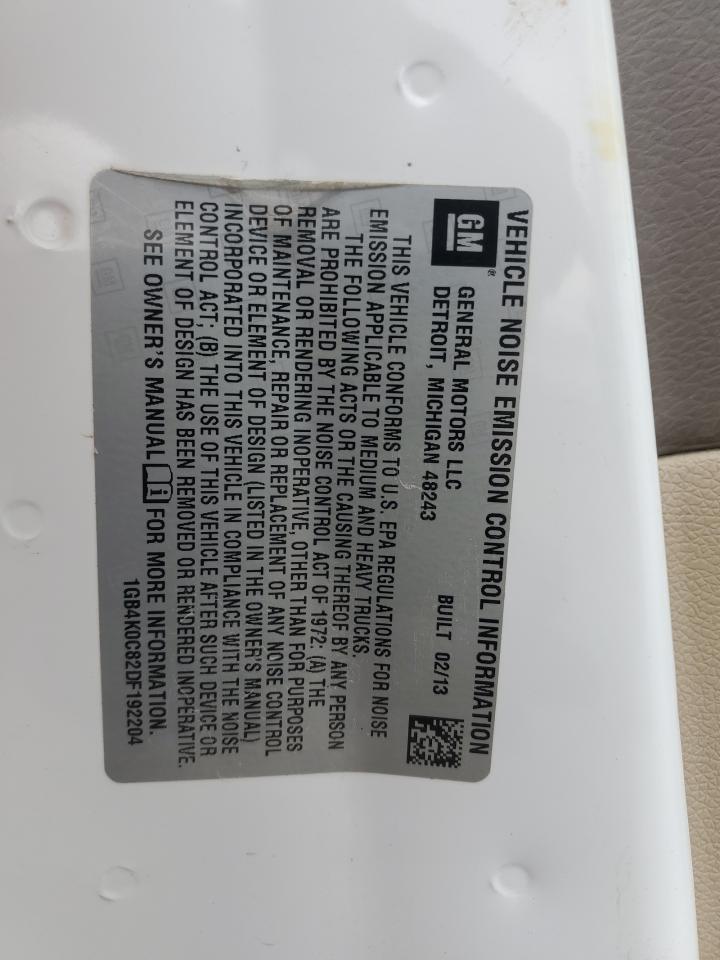 VEHICLE NOISE EMISSION CONTROL INFORMATION
GM®
GENERAL MOTORS LLC
DETROIT, MICHIGAN 48243
BUILT 02/13
THIS VEHICLE CONFORMS TO U.S. EPA REGULATIONS FOR NOISE
EMISSION APPLICABLE TO MEDIUM AND HEAVY TRUCKS.
THE FOLLOWING ACTS OR THE CAUSING THEREOF BY ANY PERSON
ARE PROHIBITED BY THE NOISE CONTROL ACT OF 1972: (A) THE
REMOVAL OR RENDERING INOPERATIVE, OTHER THAN FOR PURPOSES
OF MAINTENANCE, REPAIR OR REPLACEMENT OF ANY NOISE CONTROL
DEVICE OR ELEMENT OF DESIGN (LISTED IN THE OWNER'S MANUAL)
INCORPORATED INTO THIS VEHICLE IN COMPLIANCE WITH THE NOISE
CONTROL ACT; (B) THE USE OF THIS VEHICLE AFTER SUCH DEVICE OR
ELEMENT OF DESIGN HAS BEEN REMOVED OR RENDERED INOPERATIVE.
SEE OWNER'S MANUAL i FOR MORE INFORMATION.
1GB4K0C82DF192204